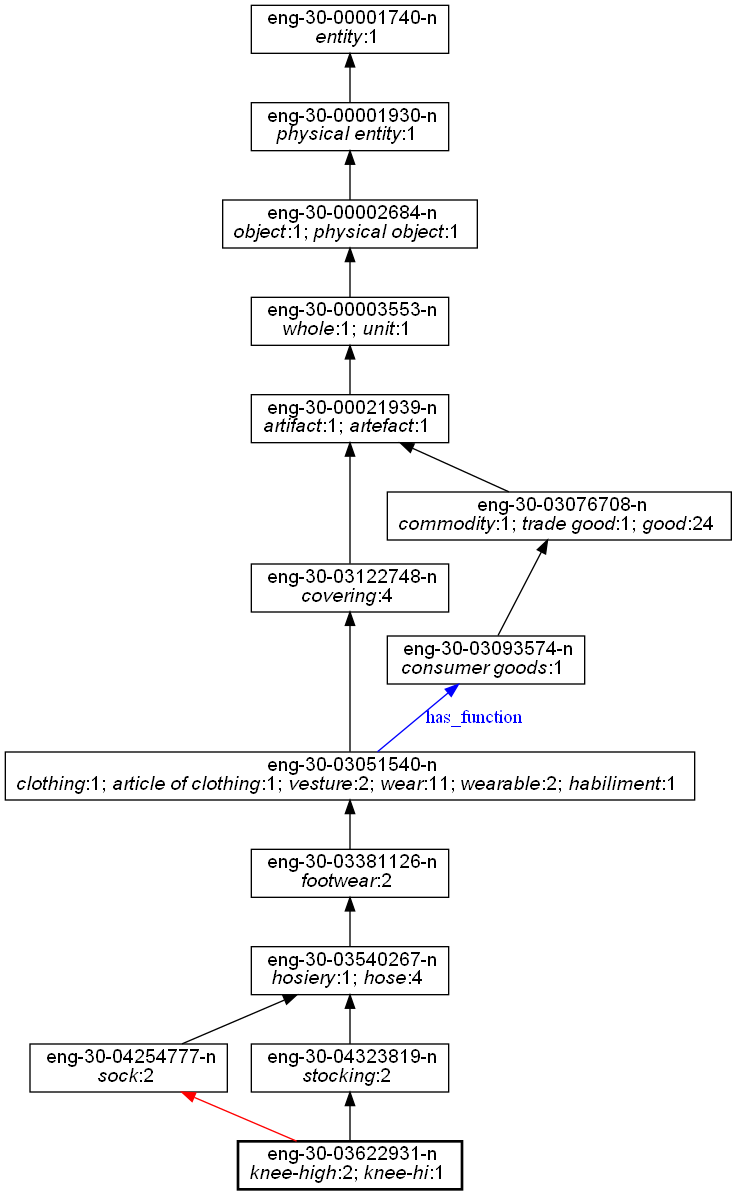 eng-30-00001740-n
entity:1
eng-30-00001930-n
physical entity:1
eng-30-00002684-n
object:1; physical object:1
eng-30-00003553-n
whole:1; unit:1
eng-30-00021939-n
artifact:1; artefact:1
eng-30-03076708-n
commodity:1; trade good:1; good:24
eng-30-03122748-n
covering:4
eng-30-03093574-n
consumer goods:1
has_function
eng-30-03051540-n
clothing:1; article of clothing:1; vesture:2; wear:11; wearable:2; habiliment:1
eng-30-03381126-n
footwear:2
eng-30-03540267-n
hosiery:1; hose:4
eng-30-04254777-n
sock:2
eng-30-04323819-n
stocking:2
eng-30-03622931-n
knee-high:2; knee-hi:1